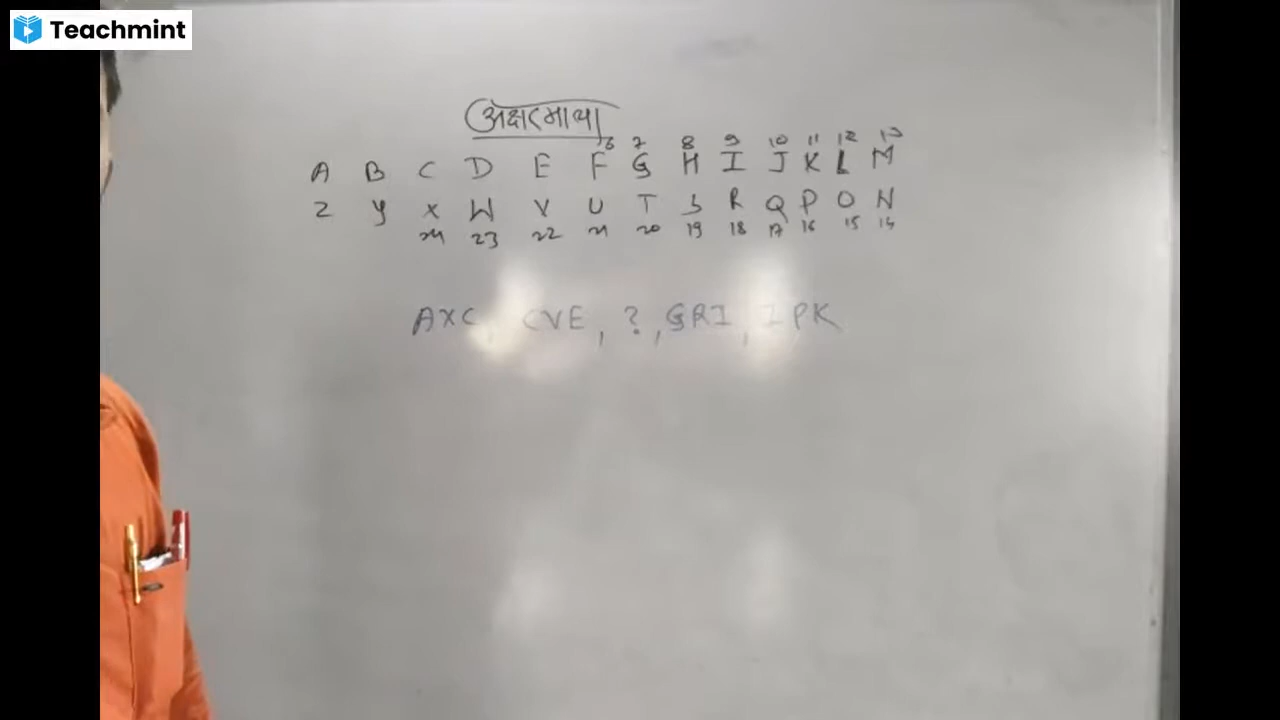 Teachmint
अक्षरमाला
6 7 8 9 10 11 12 13
A B C D E F G H I J K L M
Z Y X W V U T S R Q P O N
24 23 22 21 20 19 18 17 16 15 14
AXC, CVE, ?, GRI, IPK